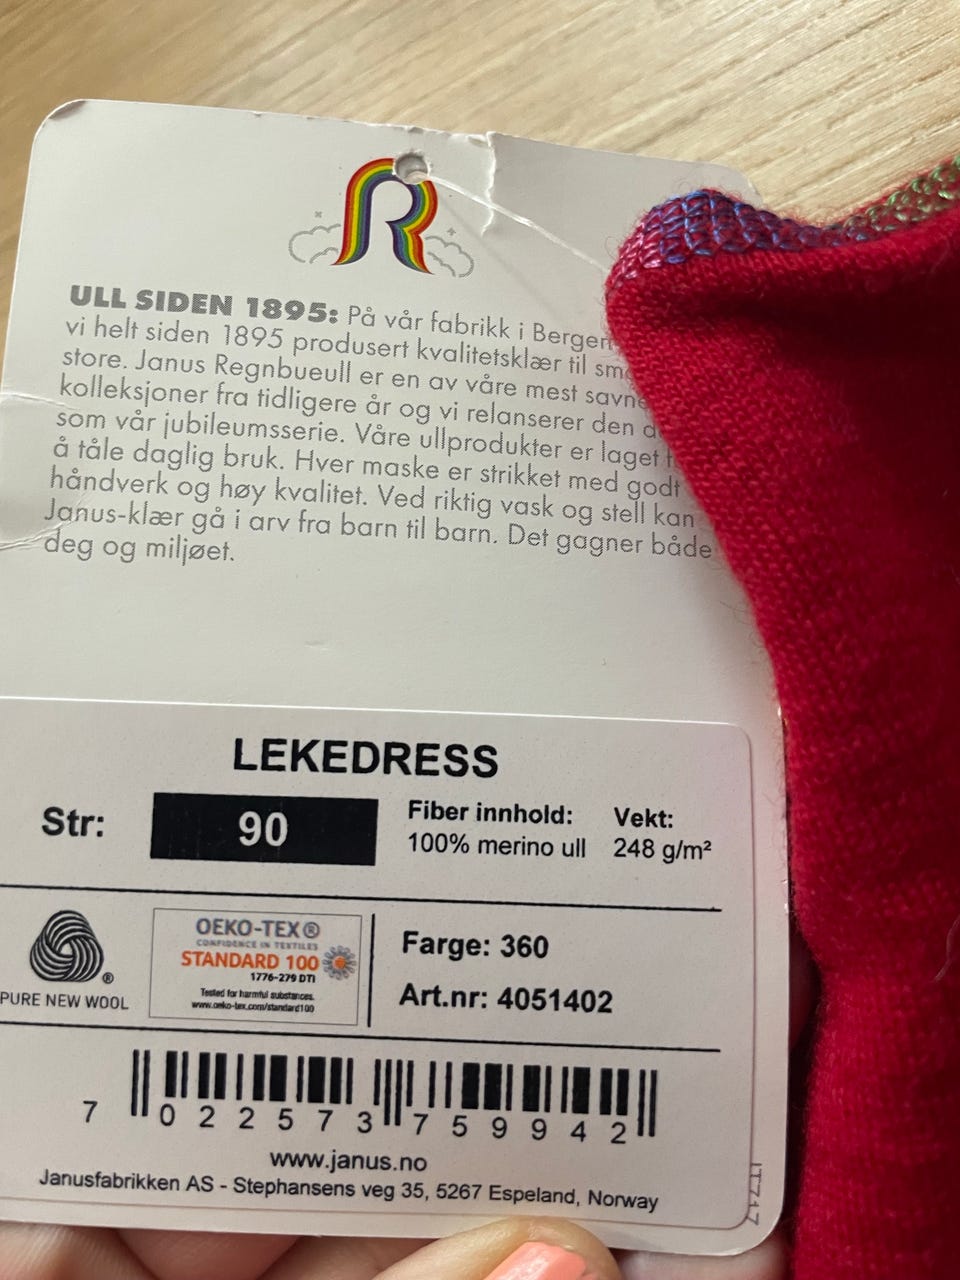 R
ULL SIDEN 1895: På vår fabrikk i Bergen
vi helt siden 1895 produsert kvalitetsklær til små
store. Janus Regnbueull er en av våre mest
kolleksjoner fra tidligere år og vi relanserer den
som vår jubileumsserie. Våre ullprodukter er laget
å tåle daglig bruk. Hver maske er strikket med godt
håndverk og høy kvalitet. Ved riktig vask og stell kan
Janus-klær gå i arv fra barn til barn. Det gagner både
deg og miljøet.
LEKEDRESS
Str: 90
Fiber innhold: Vekt:
100% merino ull 248 g/m²
PURE NEW WOOL
®
OEKO-TEX®
CONFIDENCE IN TEXTILES
STANDARD 100
1776-279 DTI
Tested for harmful substances.
www.oeko-tex.com/standard100
Farge: 360
Art.nr: 4051402
7 022573 759942
www.janus.no
Janusfabrikken AS - Stephansens veg 35, 5267 Espeland, Norway